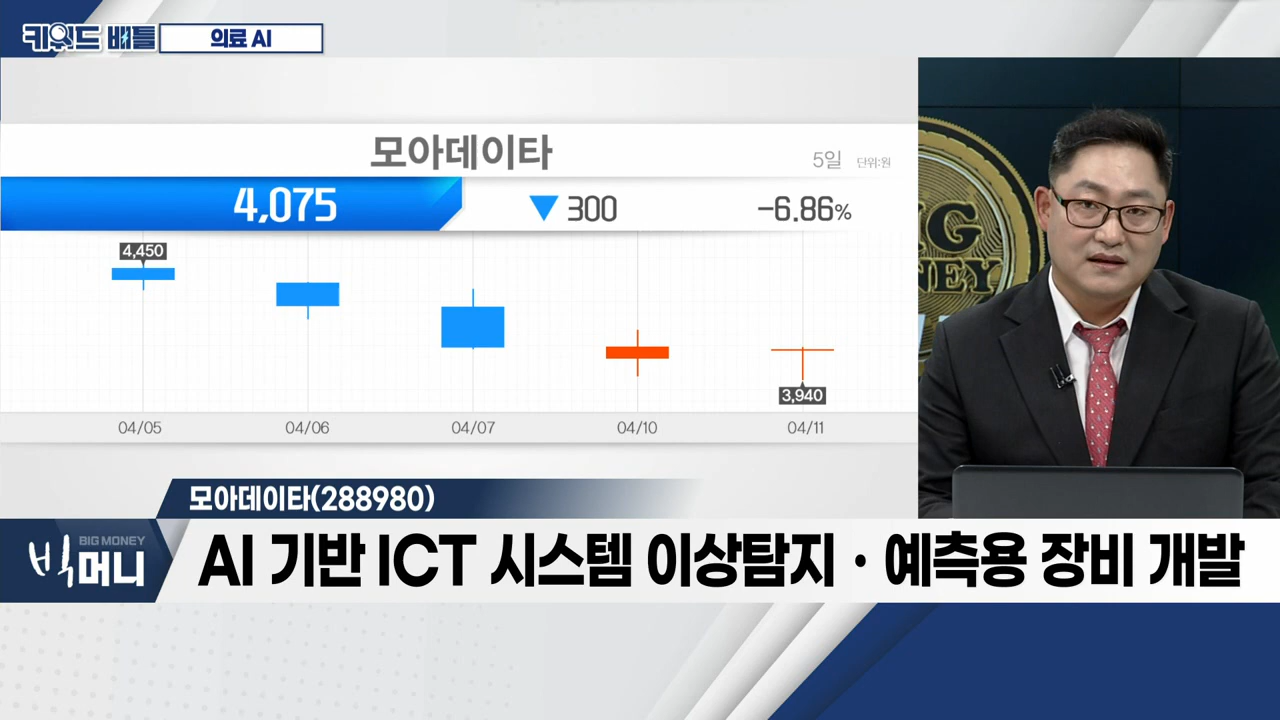 키워드 배틀
의료 AI
모아데이타
5일 단위:원
4,075 ▼ 300 -6.86%
4,450
3,940
04/05 04/06 04/07 04/10 04/11
모아데이타(288980)
BIG MONEY
빅머니
AI 기반 ICT 시스템 이상탐지·예측용 장비 개발